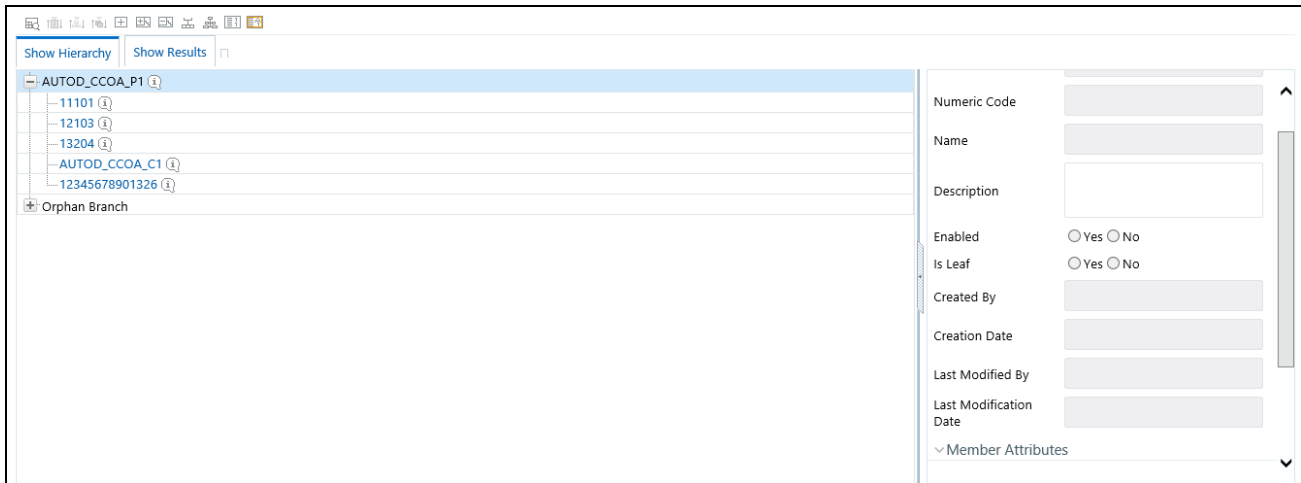 Show Hierarchy
Show Results
AUTOD_CCOA_P1
11101
12103
13204
AUTOD_CCOA_C1
12345678901326
Orphan Branch
Numeric Code
Name
Description
Enabled Yes No
Is Leaf Yes No
Created By
Creation Date
Last Modified By
Last Modification
Date
Member Attributes